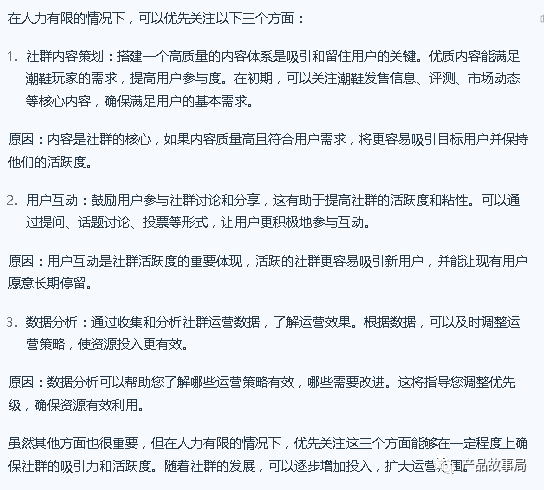 在人力有限的情况下，可以优先关注以下三个方面：
1. 社群内容策划：搭建一个高质量的内容体系是吸引和留住用户的关键。优质内容能满足
潮鞋玩家的需求，提高用户参与度。在初期，可以关注潮鞋发售信息、评测、市场动态
等核心内容，确保满足用户的基本需求。
原因：内容是社群的核心，如果内容质量高且符合用户需求，将更容易吸引目标用户并保持
他们的活跃度。
2. 用户互动：鼓励用户参与社群讨论和分享，这有助于提高社群的活跃度和粘性。可以通
过提问、话题讨论、投票等形式，让用户更积极地参与互动。
原因：用户互动是社群活跃度的重要体现，活跃的社群更容易吸引新用户，并能让现有用户
愿意长期停留。
3. 数据分析：通过收集和分析社群运营数据，了解运营效果。根据数据，可以及时调整运
营策略，使资源投入更有效。
原因：数据分析可以帮助您了解哪些运营策略有效，哪些需要改进。这将指导您调整优先
级，确保资源有效利用。
虽然其他方面也很重要，但在人力有限的情况下，优先关注这三个方面能够在一定程度上确
保社群的吸引力和活跃度。随着社群的发展，可以逐步增加投入，扩大运营范围。
产品故事局